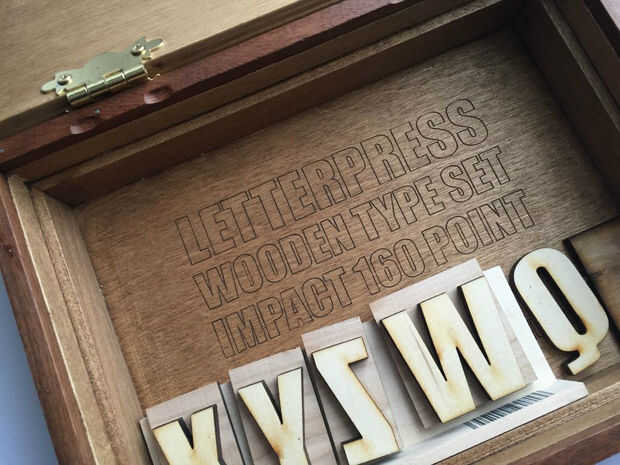 LETTERPRESS
WOODEN TYPE SET
IMPACT 160 POINT
X Y Z W Q